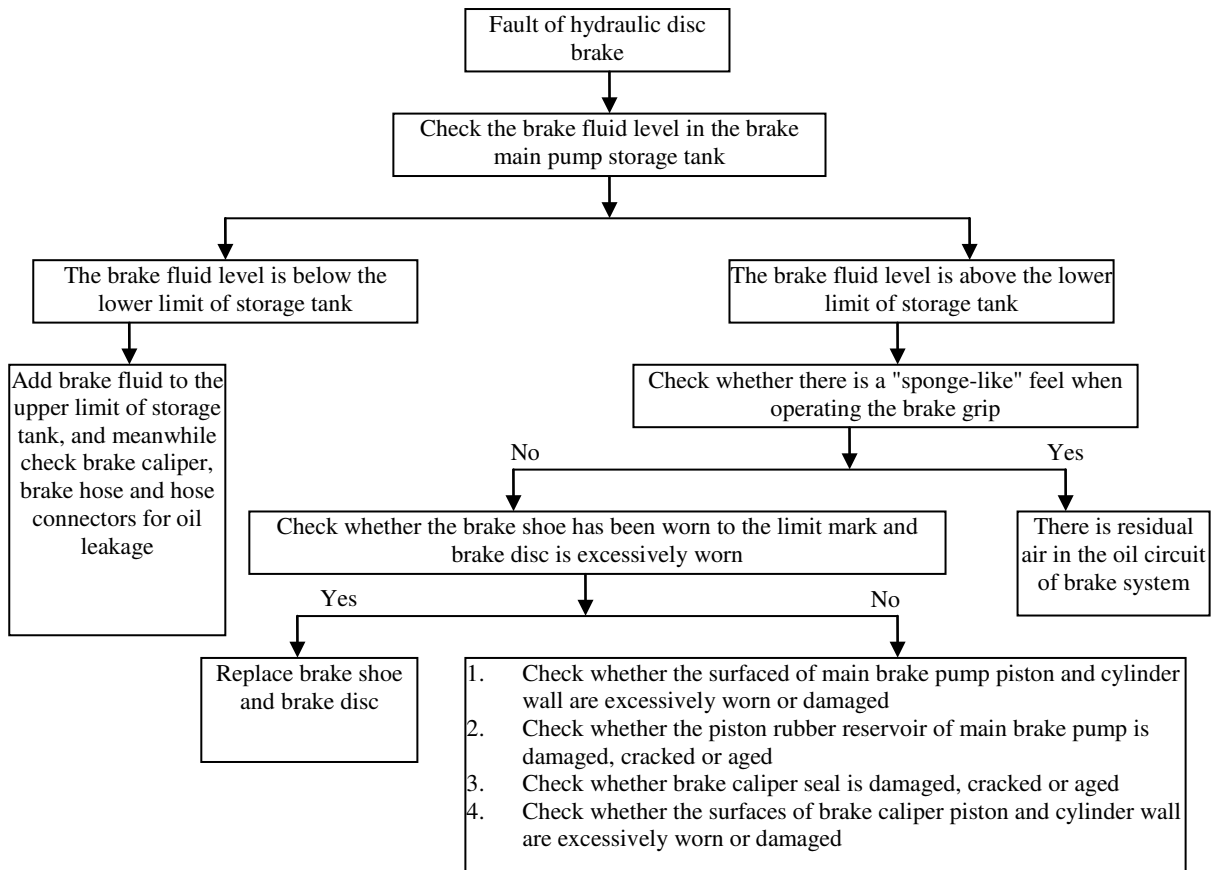 Fault of hydraulic disc
brake
Check the brake fluid level in the brake
main pump storage tank
The brake fluid level is below the
lower limit of storage tank
The brake fluid level is above the lower
limit of storage tank
Add brake fluid to the
upper limit of storage
tank, and meanwhile
check brake caliper,
brake hose and hose
connectors for oil
leakage
Check whether there is a "sponge-like" feel when
operating the brake grip
No
Yes
Check whether the brake shoe has been worn to the limit mark and
brake disc is excessively worn
There is residual
air in the oil circuit
of brake system
Yes
No
Replace brake shoe
and brake disc
1. Check whether the surfaced of main brake pump piston and cylinder
wall are excessively worn or damaged
2. Check whether the piston rubber reservoir of main brake pump is
damaged, cracked or aged
3. Check whether brake caliper seal is damaged, cracked or aged
4. Check whether the surfaces of brake caliper piston and cylinder wall
are excessively worn or damaged